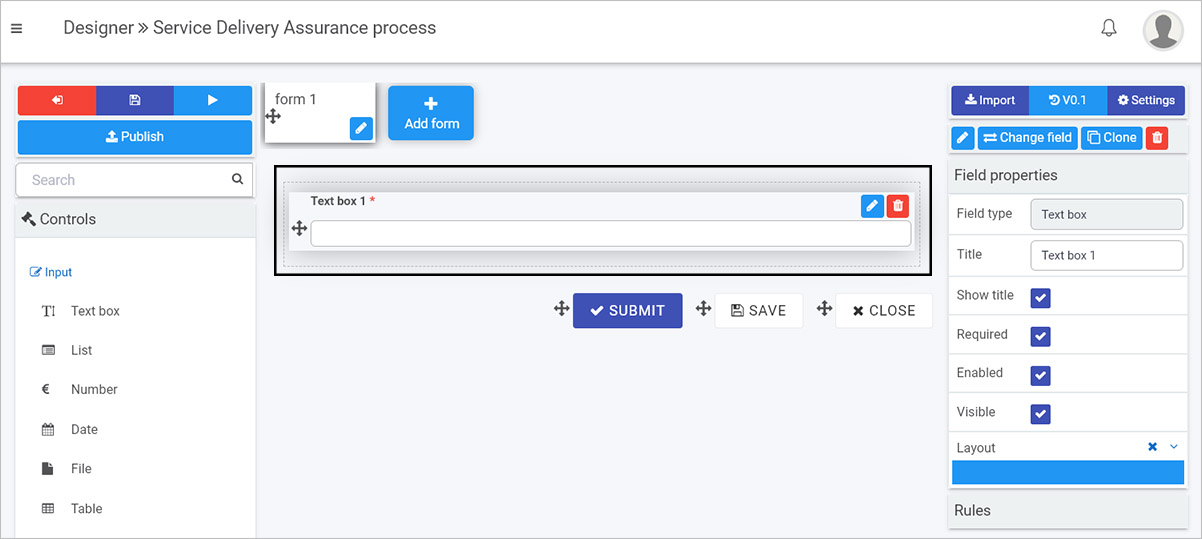 Designer » Service Delivery Assurance process
Publish
Search
Controls
Input
Text box
List
Number
Date
File
Table
form 1
Add form
Text box 1 *
SUBMIT
SAVE
CLOSE
Import
V0.1
Settings
Change field
Clone
Field properties
Field type
Text box
Title
Text box 1
Show title
Required
Enabled
Visible
Layout
Rules